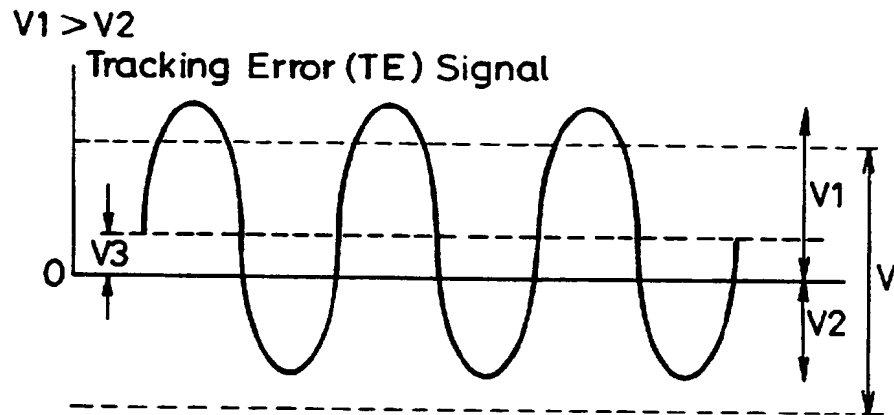 V1 > V2
Tracking Error (TE) Signal
V1
V3
V
0
V2